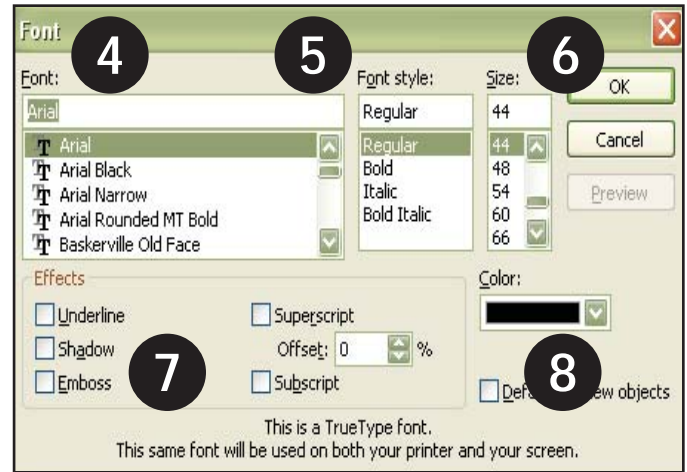 Font
4
5
6
Font:
Font style:
Size:
OK
Arial
Regular
44
Arial
Arial Black
Arial Narrow
Arial Rounded MT Bold
Baskerville Old Face
Regular
Bold
Italic
Bold Italic
44
48
54
60
66
Cancel
Preview
Effects
Underline
Shadow
Emboss
Superscript
Offset: 0 %
Subscript
7
Color:
8
objects
This is a TrueType font.
This same font will be used on both your printer and your screen.